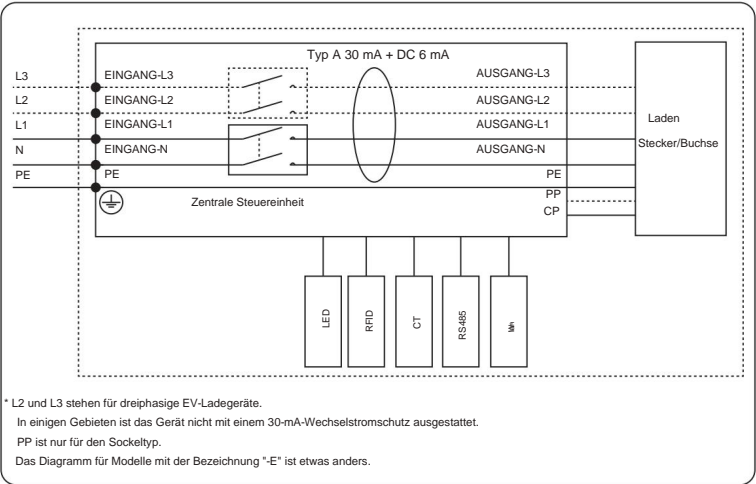 Typ A 30 mA + DC 6 mA
L3 EINGANG-L3 AUSGANG-L3
L2 EINGANG-L2 AUSGANG-L2
L1 EINGANG-L1 AUSGANG-L1
N EINGANG-N AUSGANG-N
PE PE PE
PP
CP
Laden
Stecker/Buchse
Zentrale Steuereinheit
LED
RFID
CT
RS485
* L2 und L3 stehen für dreiphasige EV-Ladegeräte.
In einigen Gebieten ist das Gerät nicht mit einem 30-mA-Wechselstromschutz ausgestattet.
PP ist nur für den Sockeltyp.
Das Diagramm für Modelle mit der Bezeichnung "-E" ist etwas anders.